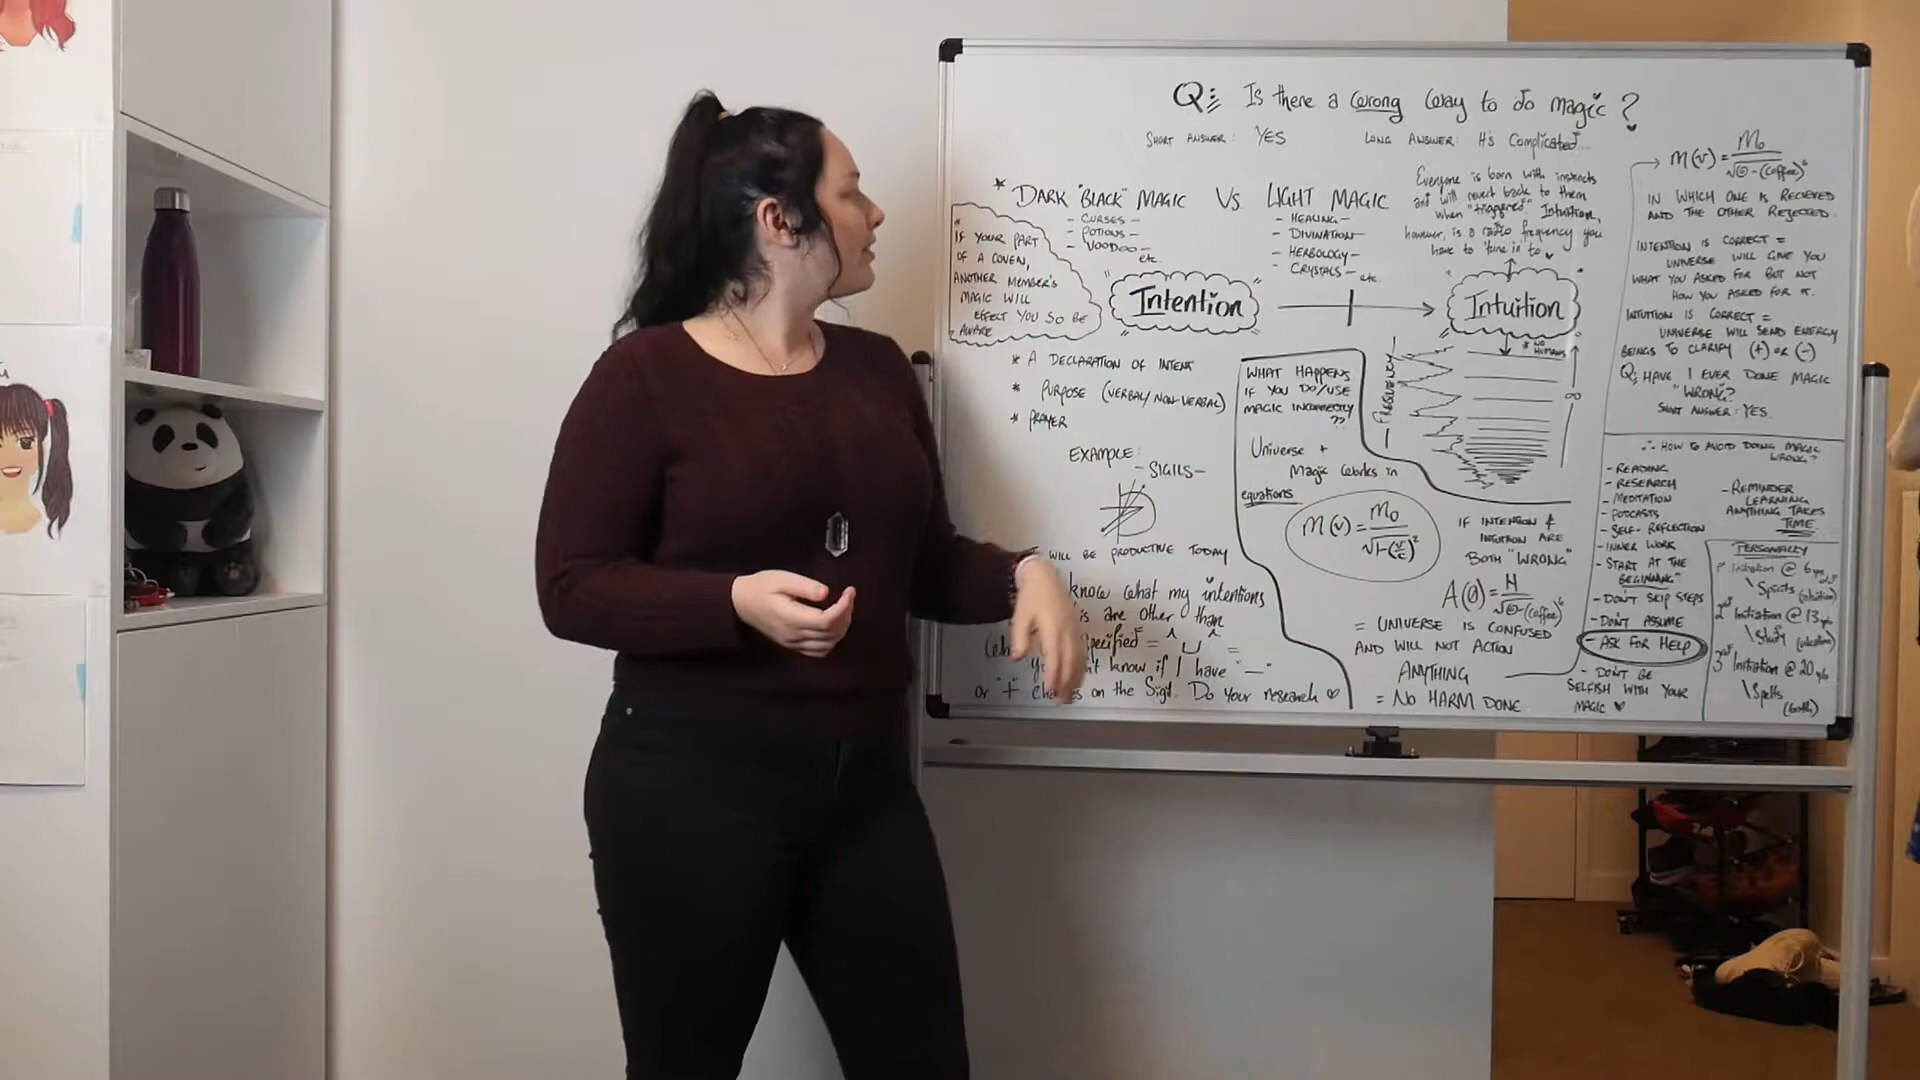 Q: Is there a wrong way to do magic?
SHORT ANSWER: YES
LONG ANSWER: It's Complicated...
* DARK "BLACK" MAGIC VS LIGHT MAGIC
- CURSES -
- POTIONS -
- VOODOO -
etc.
- HEALING -
- DIVINATION -
- HERBOLOGY -
- CRYSTALS - etc.
Everyone is born with instincts
and will revert back to them
when "triggered". Intuition,
however, is a radio frequency you
have to 'tune in' to
*
IF YOUR PART
OF A COVEN,
ANOTHER MEMBER'S
MAGIC WILL
EFFECT YOU SO BE
AWARE
Intention
Intuition
* NO
HUMANS
* A DECLARATION OF INTENT
* PURPOSE (VERBAL/NON-VERBAL)
* PRAYER
EXAMPLE:
- SIGILS -
WILL BE PRODUCTIVE TODAY
know what my intentions
is are other than
specified =
know if I have "—"
or "+" on the Sigil. Do your research
WHAT HAPPENS
IF YOU DO/USE
MAGIC INCORRECTLY
??
- FREQUENCY -
∞
Universe +
Magic works in
equations
M(v) = M0/√1-(v/c)²
IF INTENTION &
INTUITION ARE
BOTH "WRONG"
= UNIVERSE IS CONFUSED
AND WILL NOT ACTION
ANYTHING
= NO HARM DONE
IN WHICH ONE IS RECIEVED
AND THE OTHER REJECTED.
INTENTION IS CORRECT =
UNIVERSE WILL GIVE YOU
WHAT YOU ASKED FOR BUT NOT
HOW YOU ASKED FOR IT.
INTUITION IS CORRECT =
UNIVERSE WILL SEND ENERGY
BEINGS TO CLARIFY (+) OR (-)
Q: HAVE I EVER DONE MAGIC
"WRONG"?
SHORT ANSWER: YES.
∴ HOW TO AVOID DOING MAGIC
WRONG?
- READING
- RESEARCH
- MEDITATION
- PODCASTS
- SELF-REFLECTION
- INNER WORK
- START AT THE
"BEGINNING"
- DON'T SKIP STEPS
- DON'T ASSUME
- ASK FOR HELP
- DON'T BE
SELFISH WITH YOUR
MAGIC
- REMINDER
LEARNING
ANYTHING TAKES
TIME.
PERSONALLY
1st Initiation @ 6
\Spirits (intuition)
2nd Initiation @ 13
\Study
3rd Initiation @ 20
\Spells
(both)